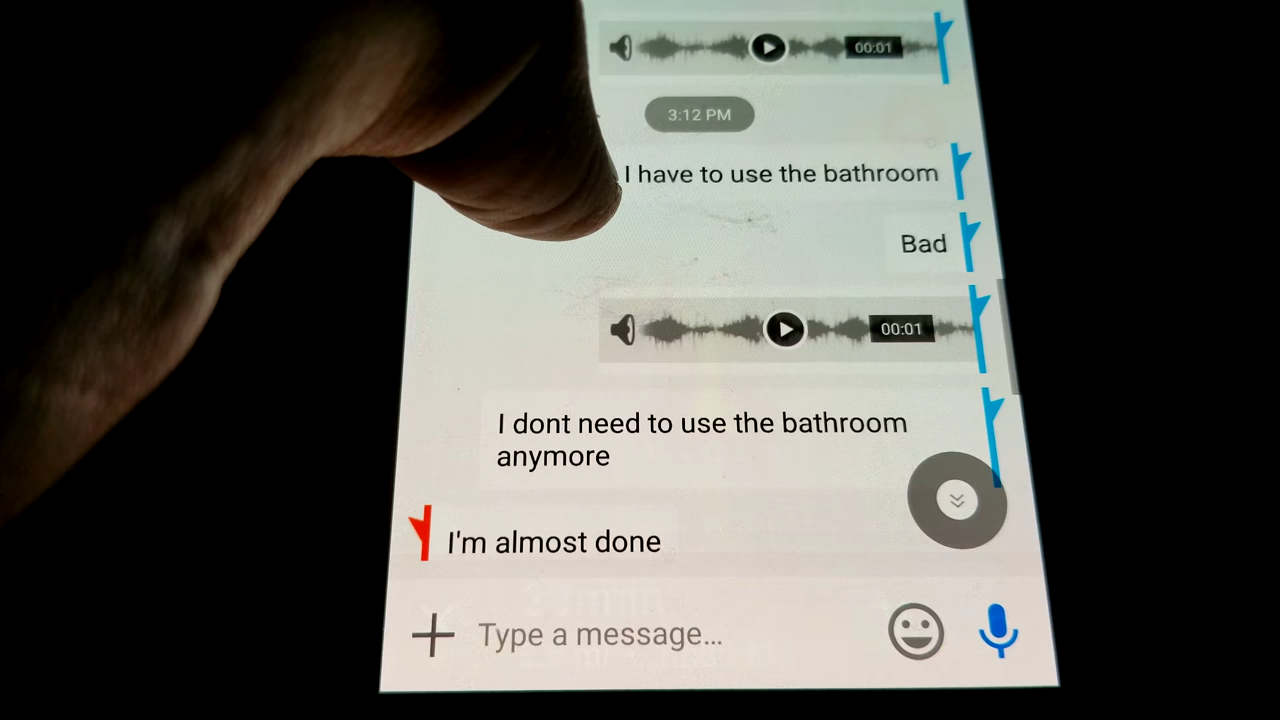 00:01
3:12 PM
I have to use the bathroom
Bad
00:01
I dont need to use the bathroom
anymore
I'm almost done
Type a message…